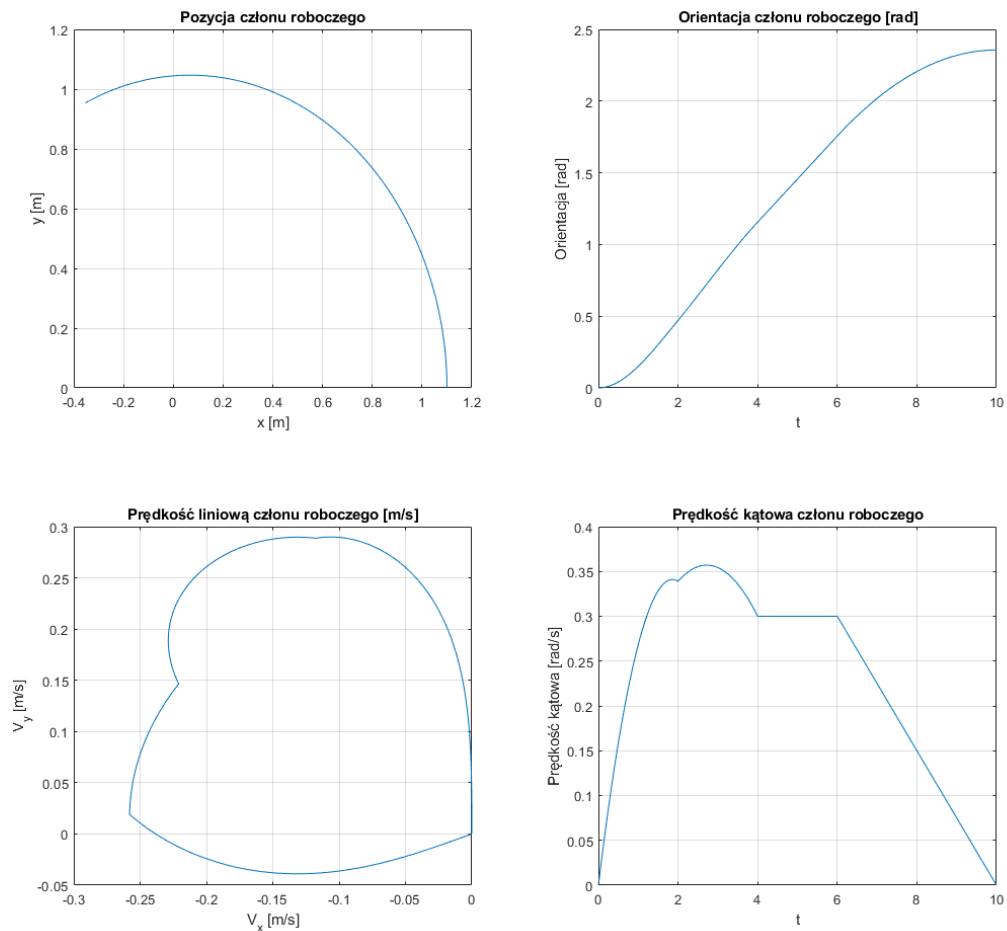 Pozycja członu roboczego
1.2
1
0.8
0.6
0.4
0.2
0
y [m]
-0.4 -0.2 0 0.2 0.4 0.6 0.8 1 1.2
x [m]
Orientacja członu roboczego [rad]
2.5
2
1.5
1
0.5
0
Orientacja [rad]
0 2 4 6 8 10
t
Prędkość liniową członu roboczego [m/s]
0.3
0.25
0.2
0.15
0.1
0.05
0
-0.05
V_y [m/s]
-0.3 -0.25 -0.2 -0.15 -0.1 -0.05 0
V_x [m/s]
Prędkość kątowa członu roboczego
0.4
0.35
0.3
0.25
0.2
0.15
0.1
0.05
0
Prędkość kątowa [rad/s]
0 2 4 6 8 10
t